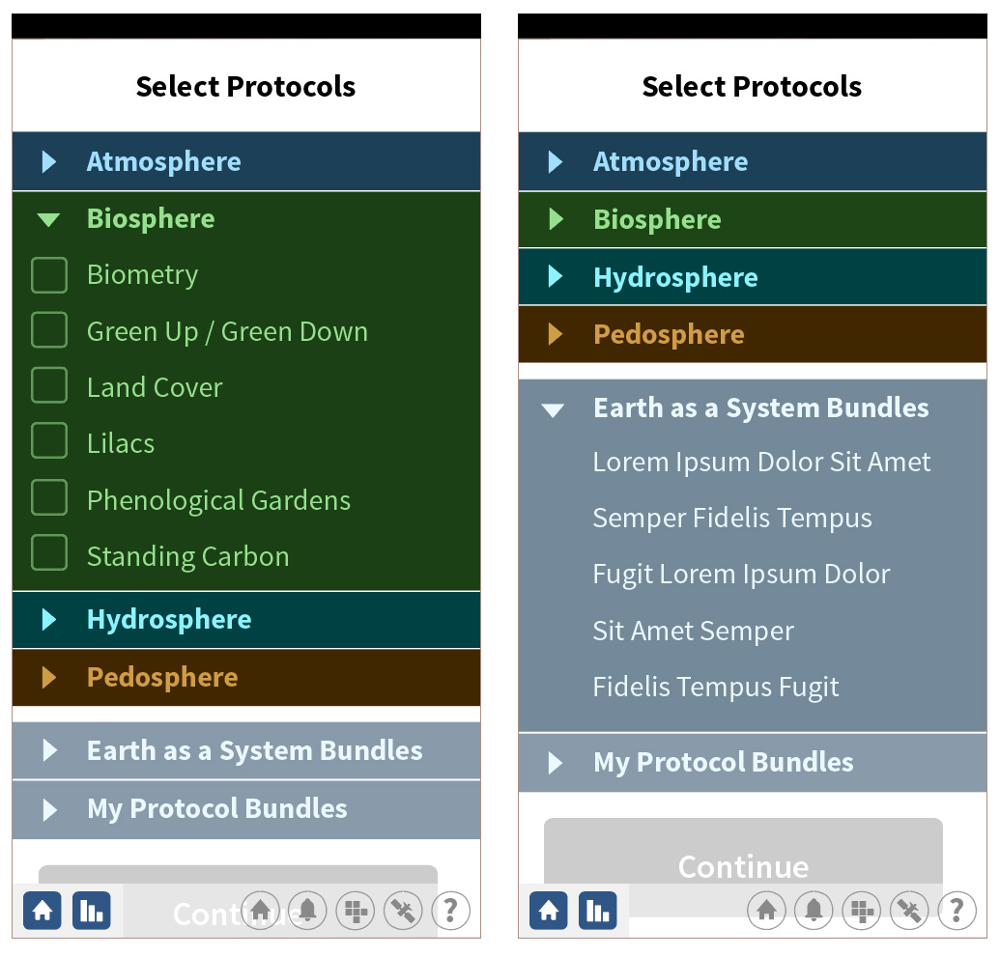 Select Protocols
Atmosphere
Biosphere
Biometry
Green Up / Green Down
Land Cover
Lilacs
Phenological Gardens
Standing Carbon
Hydrosphere
Pedosphere
Earth as a System Bundles
My Protocol Bundles
Continue
?
Select Protocols
Atmosphere
Biosphere
Hydrosphere
Pedosphere
Earth as a System Bundles
Lorem Ipsum Dolor Sit Amet
Semper Fidelis Tempus
Fugit Lorem Ipsum Dolor
Sit Amet Semper
Fidelis Tempus Fugit
My Protocol Bundles
Continue
?